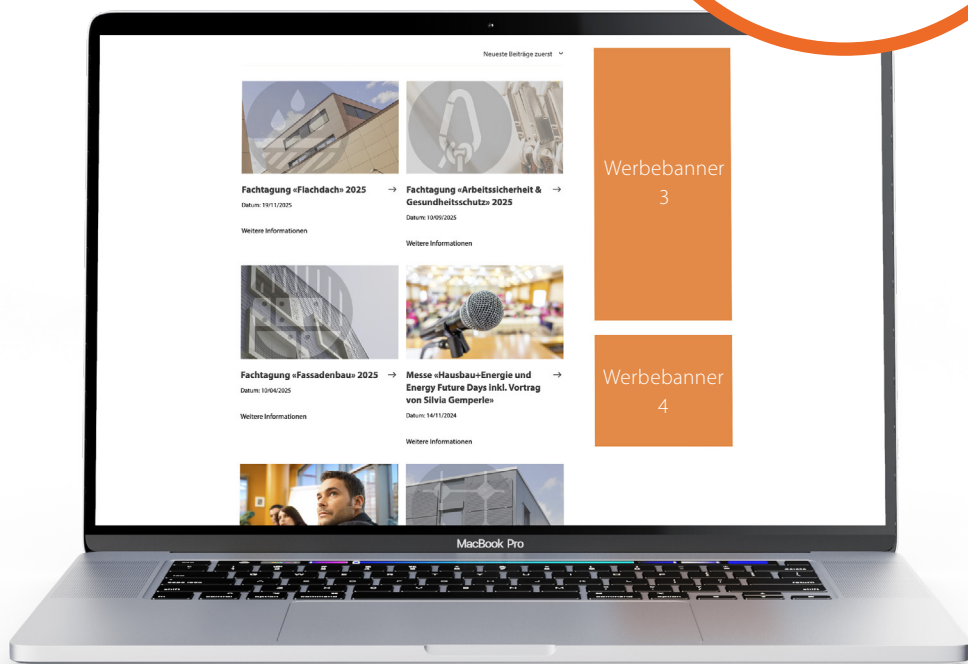 Neueste Beiträge zuerst
Werbebanner
3
Fachtagung «Flachdach» 2025
Datum: 19/11/2025
Weitere Informationen
Fachtagung «Arbeitssicherheit &
Gesundheitsschutz» 2025
Datum: 10/09/2025
Weitere Informationen
Fachtagung «Fassadenbau» 2025
Datum: 10/04/2025
Weitere Informationen
Messe «Hausbau+Energie und
Energy Future Days inkl. Vortrag
von Silvia Gemperle»
Datum: 14/11/2024
Weitere Informationen
Werbebanner
4
MacBook Pro